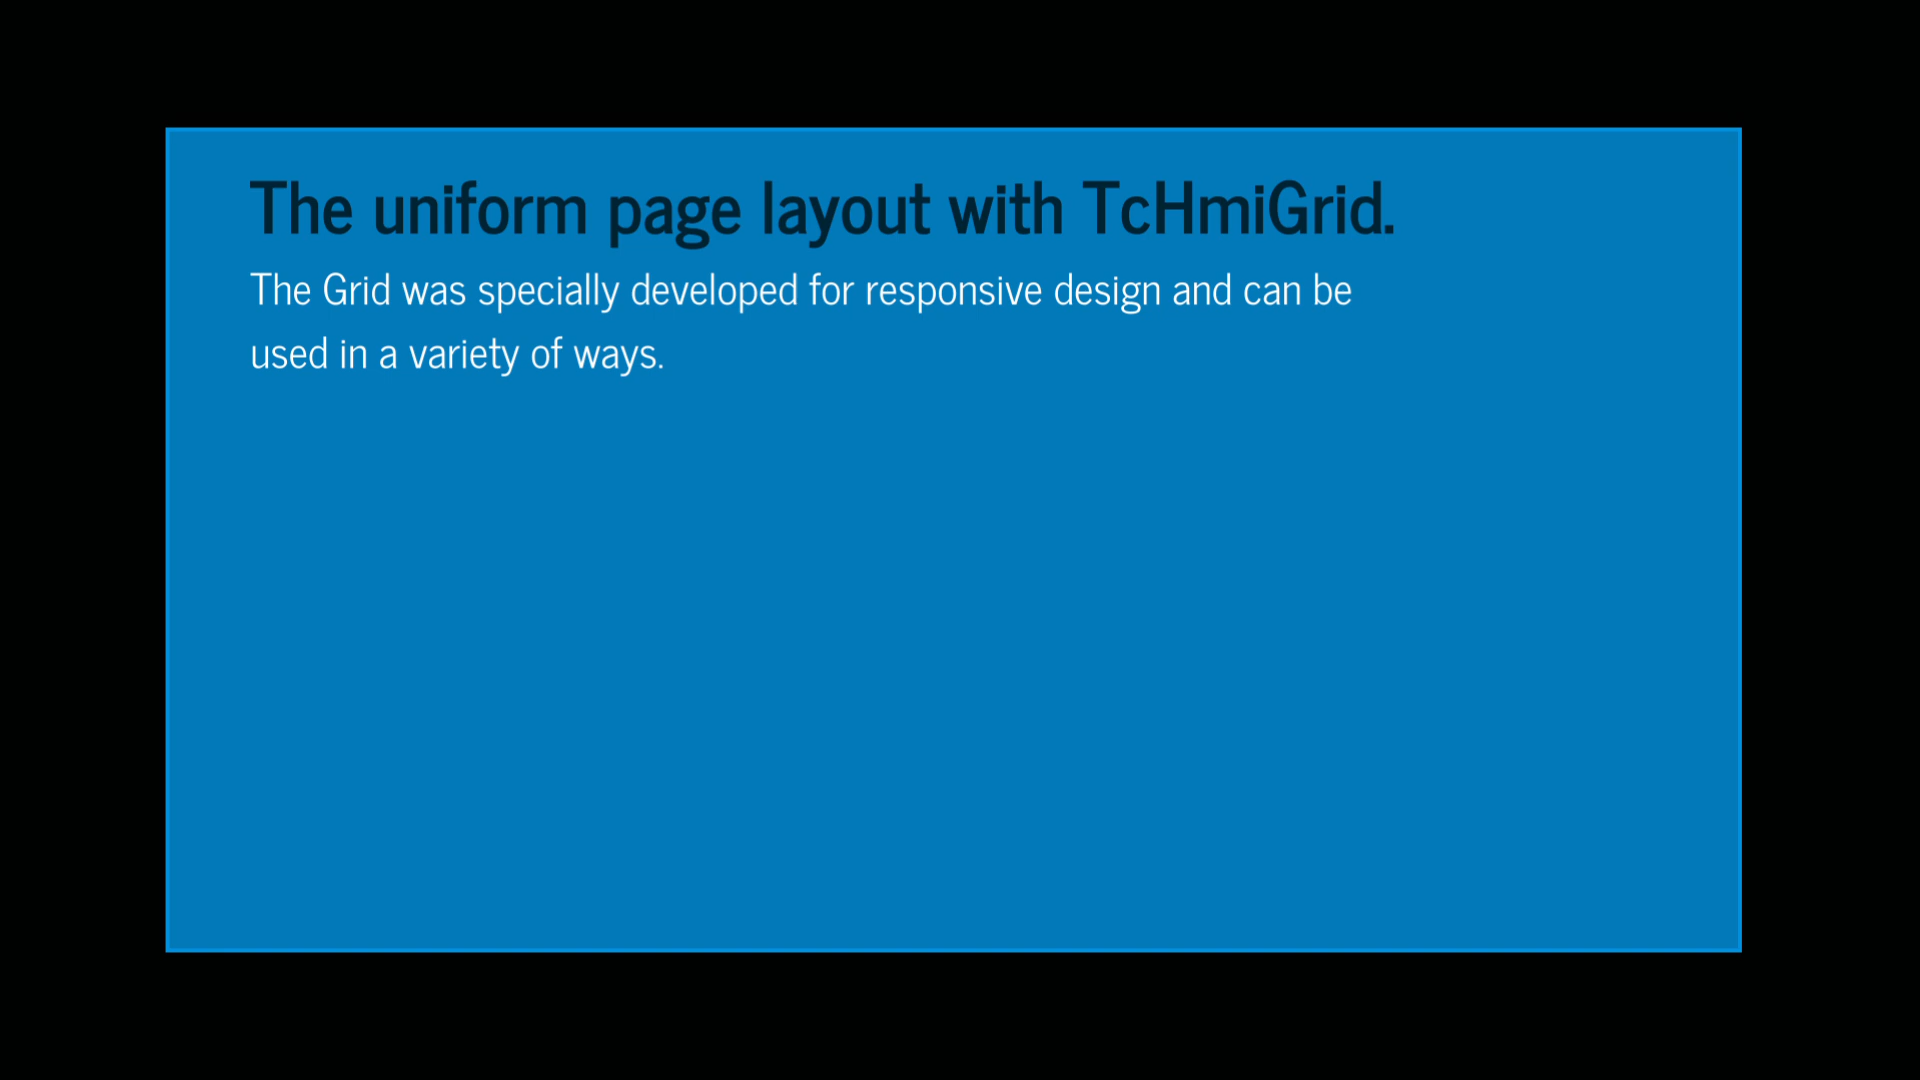 The uniform page layout with TcHmiGrid.
The Grid was specially developed for responsive design and can be
used in a variety of ways.